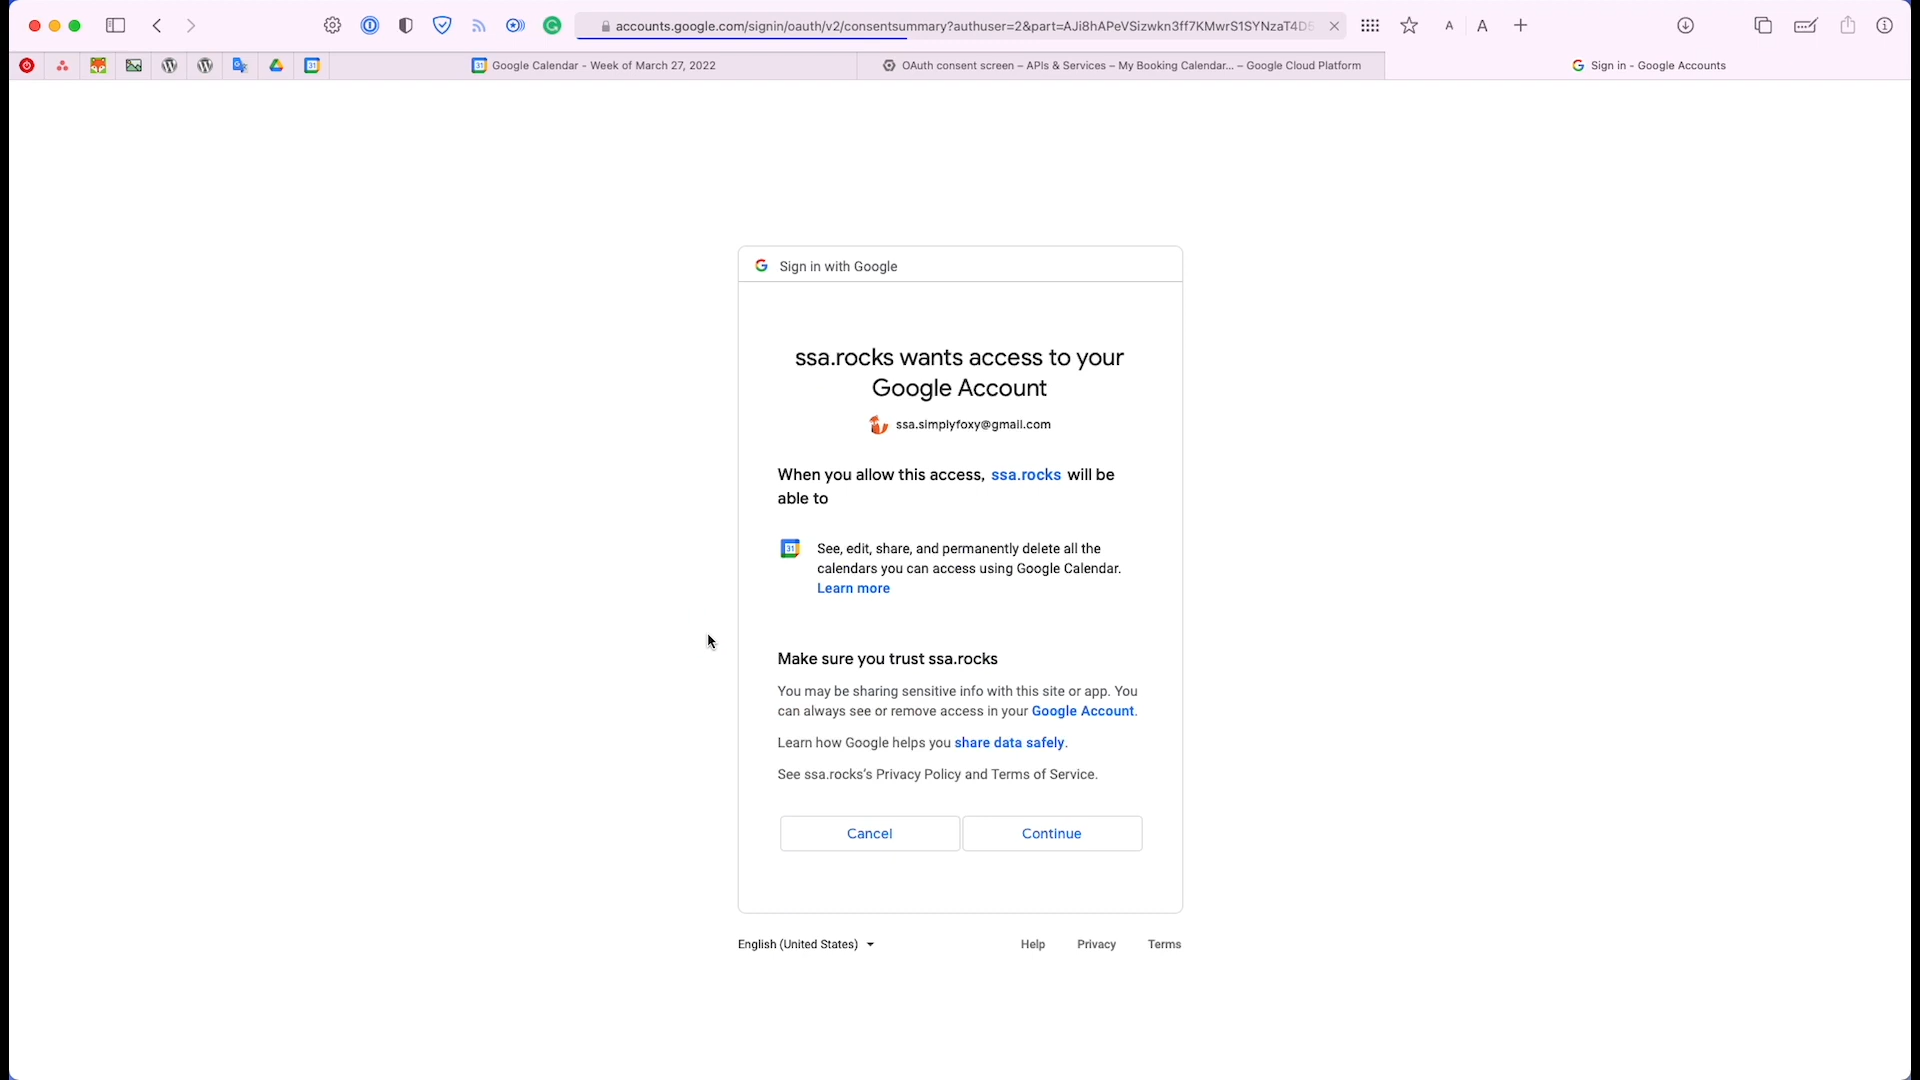 accounts.google.com/signin/oauth/v2/consentsummary?authuser=2&part=AJi8hAPeVSizwkn3ff7KMwrS1SYNzaT4D5
A A
Google Calendar - Week of March 27, 2022
OAuth consent screen – APIs & Services – My Booking Calendar... – Google Cloud Platform
Sign in - Google Accounts
Sign in with Google
ssa.rocks wants access to your
Google Account
ssa.simplyfoxy@gmail.com
When you allow this access, ssa.rocks will be
able to
31
See, edit, share, and permanently delete all the
calendars you can access using Google Calendar.
Learn more
Make sure you trust ssa.rocks
You may be sharing sensitive info with this site or app. You
can always see or remove access in your Google Account.
Learn how Google helps you share data safely.
See ssa.rocks's Privacy Policy and Terms of Service.
Cancel
Continue
English (United States)
Help
Privacy
Terms